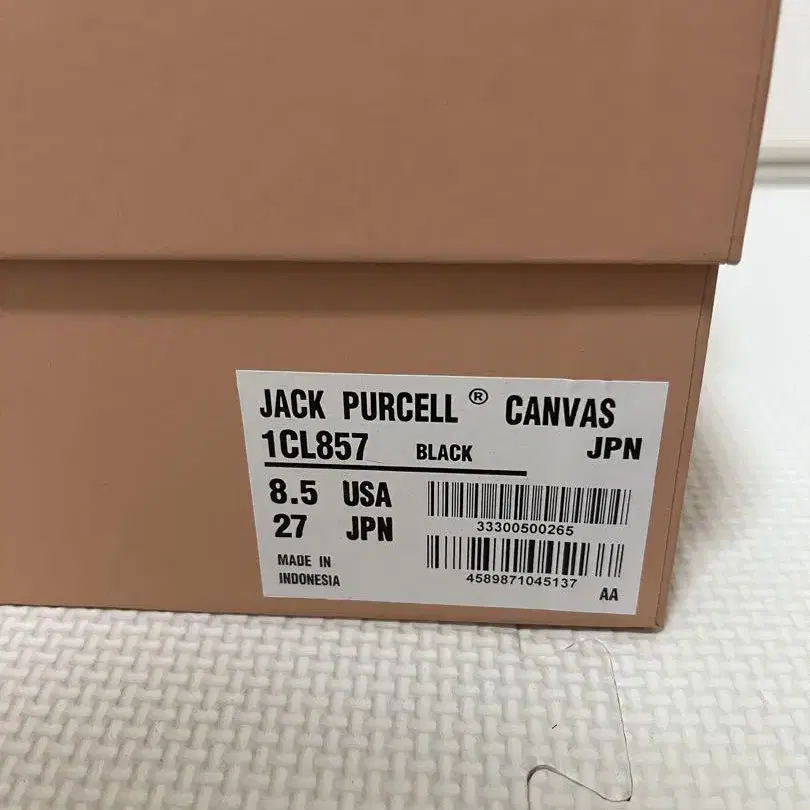 JACK PURCELL ® CANVAS
1CL857 BLACK JPN
8.5 USA
27 JPN
33300500265
MADE IN
INDONESIA
4589871045137
AA